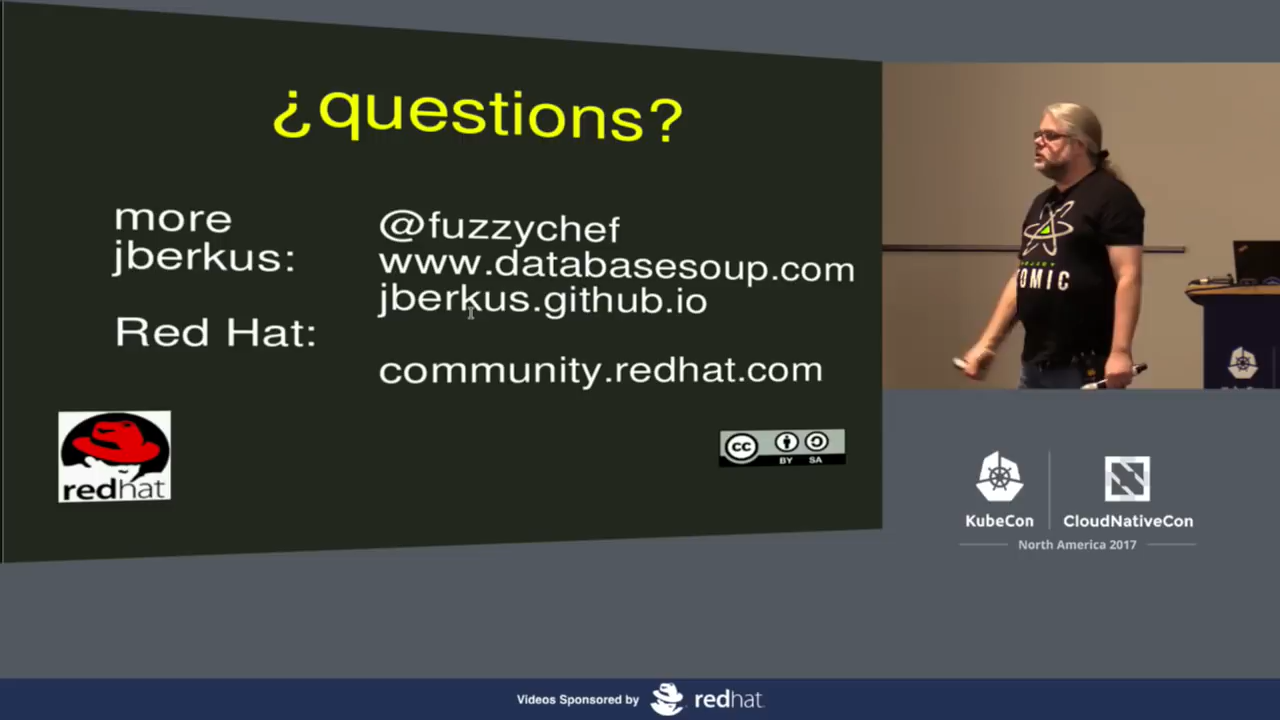 ¿questions?
more
jberkus:
@fuzzychef
www.databasesoup.com
jberkus.github.io
Red Hat:
community.redhat.com
redhat
cc
BY SA
OMIC
KubeCon
CloudNativeCon
North America 2017
Videos Sponsored by redhat